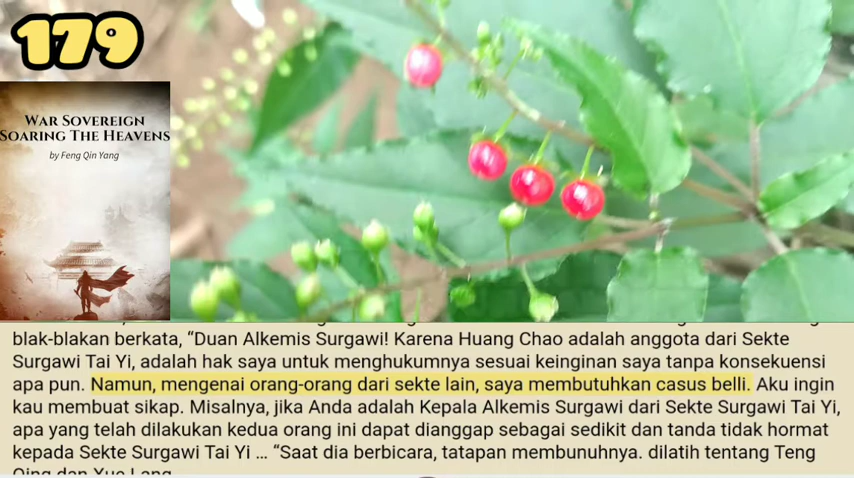 179
WAR SOVEREIGN
SOARING THE HEAVENS
by Feng Qin Yang
blak-blakan berkata, “Duan Alkemis Surgawi! Karena Huang Chao adalah anggota dari Sekte
Surgawi Tai Yi, adalah hak saya untuk menghukumnya sesuai keinginan saya tanpa konsekuensi
apa pun. Namun, mengenai orang-orang dari sekte lain, saya membutuhkan casus belli. Aku ingin
kau membuat sikap. Misalnya, jika Anda adalah Kepala Alkemis Surgawi dari Sekte Surgawi Tai Yi,
apa yang telah dilakukan kedua orang ini dapat dianggap sebagai sedikit dan tanda tidak hormat
kepada Sekte Surgawi Tai Yi ... “Saat dia berbicara, tatapan membunuhnya. dilatih tentang Teng
Qing dan Xue Lang